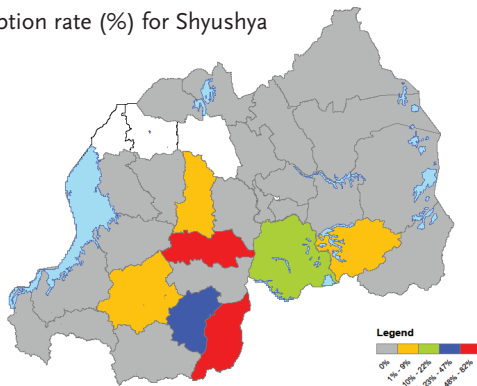 ption rate (%) for Shyushya
Legend
0%
1% - 9%
10% - 22%
23% - 47%
48% - 82%